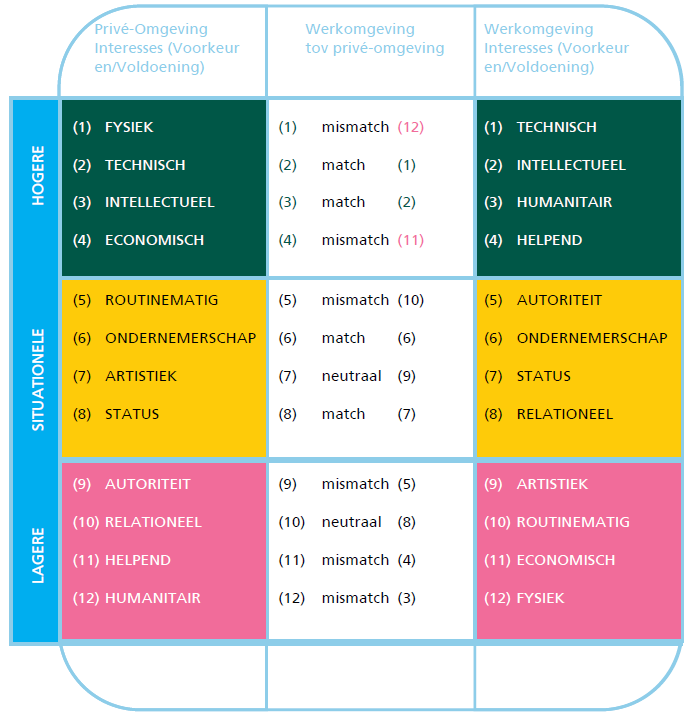 Privé-Omgeving
Interesses (Voorkeur
en/Voldoening)
Werkomgeving
tov privé-omgeving
Werkomgeving
Interesses (Voorkeur
en/Voldoening)
HOGERE
(1) FYSIEK
(1) mismatch (12)
(1) TECHNISCH
(2) TECHNISCH
(2) match (1)
(2) INTELLECTUEEL
(3) INTELLECTUEEL
(3) match (2)
(3) HUMANITAIR
(4) ECONOMISCH
(4) mismatch (11)
(4) HELPEND
SITUATIONELE
(5) ROUTINEMATIG
(5) mismatch (10)
(5) AUTORITEIT
(6) ONDERNEMERSCHAP
(6) match (6)
(6) ONDERNEMERSCHAP
(7) ARTISTIEK
(7) neutraal (9)
(7) STATUS
(8) STATUS
(8) match (7)
(8) RELATIONEEL
LAGERE
(9) AUTORITEIT
(9) mismatch (5)
(9) ARTISTIEK
(10) RELATIONEEL
(10) neutraal (8)
(10) ROUTINEMATIG
(11) HELPEND
(11) mismatch (4)
(11) ECONOMISCH
(12) HUMANITAIR
(12) mismatch (3)
(12) FYSIEK